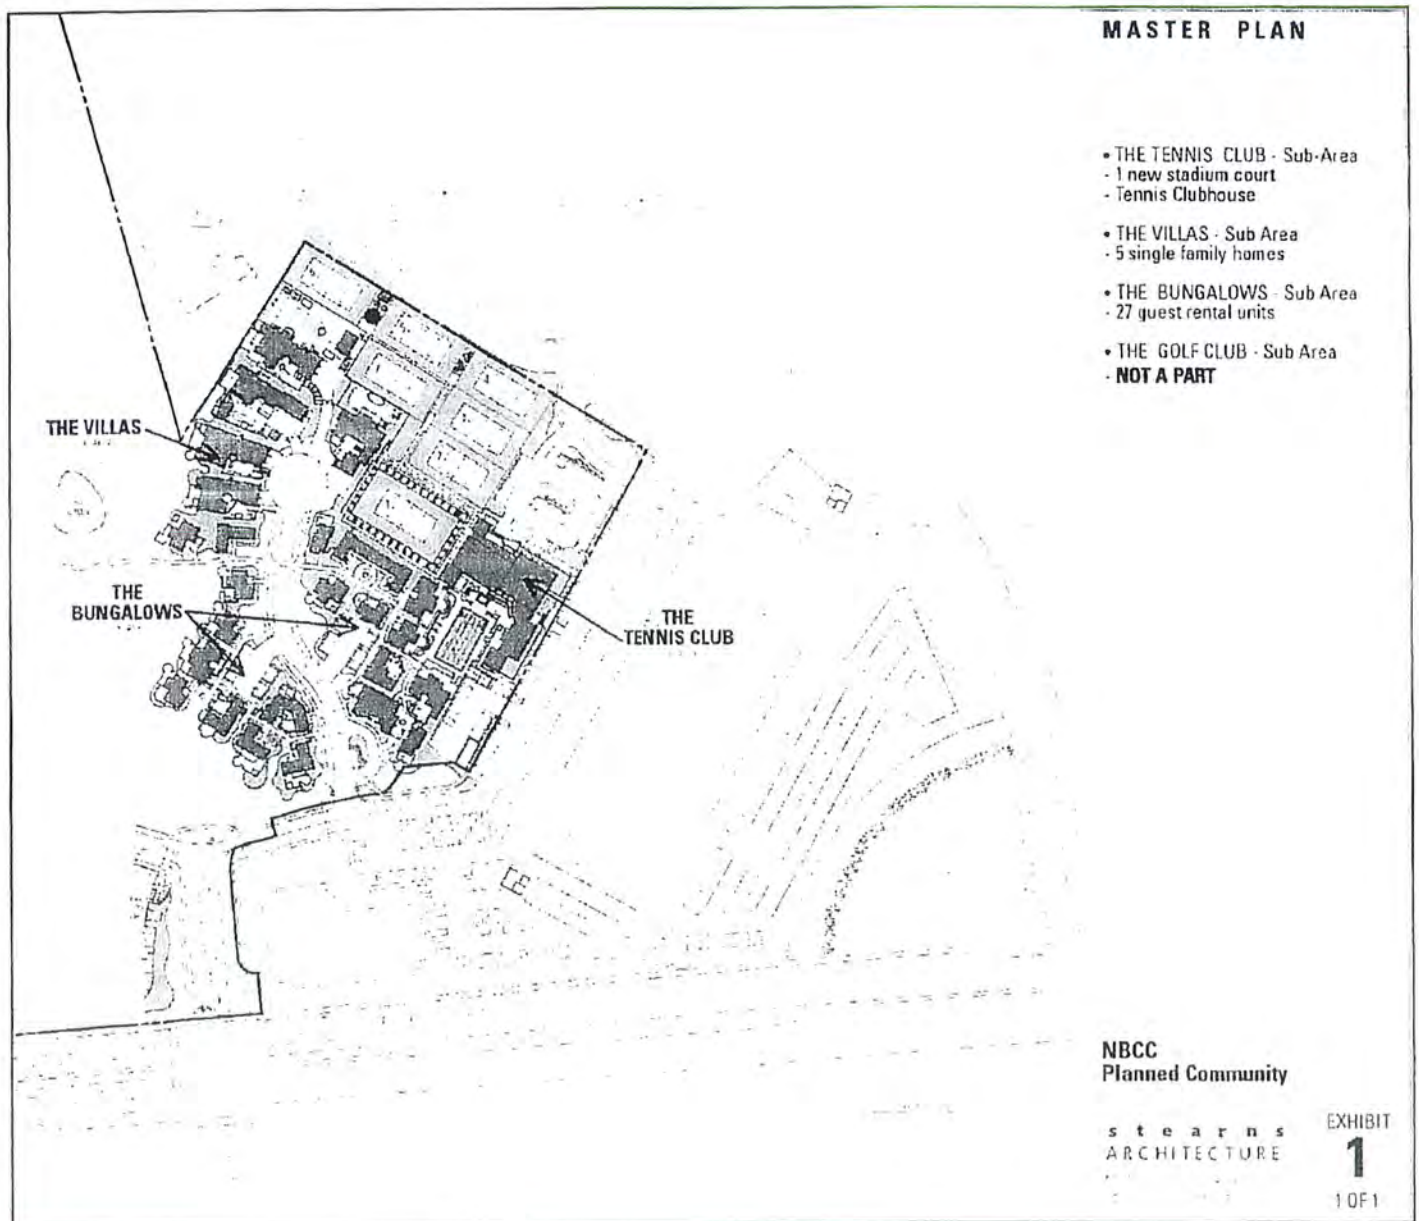 MASTER PLAN
• THE TENNIS CLUB - Sub-Area
- 1 new stadium court
- Tennis Clubhouse
• THE VILLAS - Sub Area
- 5 single family homes
• THE BUNGALOWS - Sub Area
- 27 guest rental units
• THE GOLF CLUB - Sub Area
- NOT A PART
THE VILLAS
THE
BUNGALOWS
THE
TENNIS CLUB
NBCC
Planned Community
stearns
ARCHITECTURE
EXHIBIT
1
1 OF 1